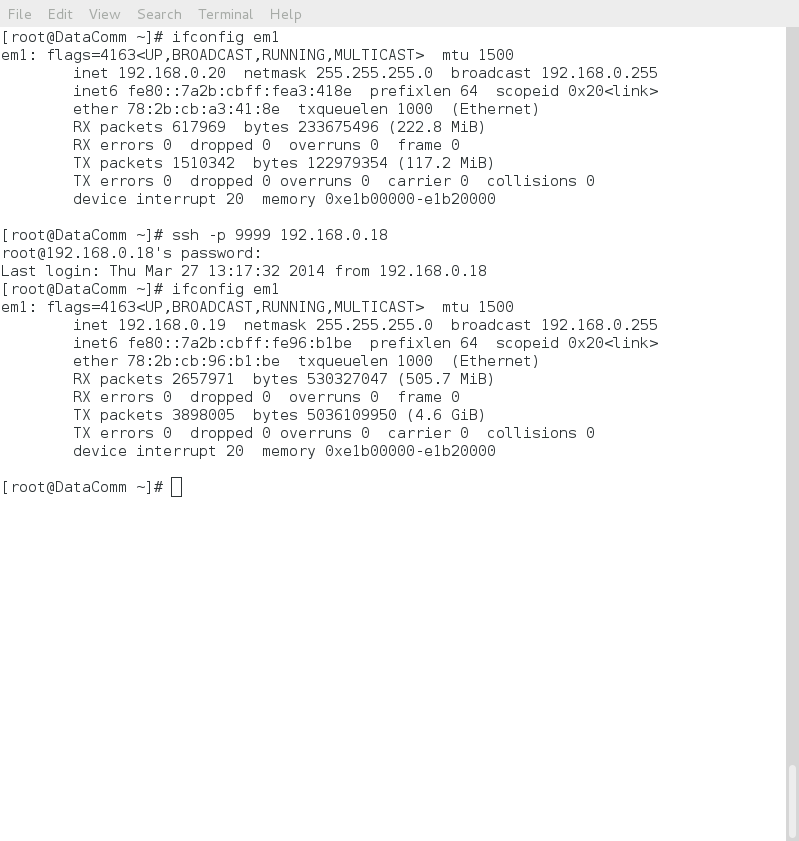 File Edit View Search Terminal Help
[root@DataComm ~]# ifconfig em1
em1: flags=4163<UP,BROADCAST,RUNNING,MULTICAST>  mtu 1500
        inet 192.168.0.20  netmask 255.255.255.0  broadcast 192.168.0.255
        inet6 fe80::7a2b:cbff:fea3:418e  prefixlen 64  scopeid 0x20<link>
        ether 78:2b:cb:a3:41:8e  txqueuelen 1000  (Ethernet)
        RX packets 617969  bytes 233675496 (222.8 MiB)
        RX errors 0  dropped 0  overruns 0  frame 0
        TX packets 1510342  bytes 122979354 (117.2 MiB)
        TX errors 0  dropped 0 overruns 0  carrier 0  collisions 0
        device interrupt 20  memory 0xe1b00000-e1b20000
[root@DataComm ~]# ssh -p 9999 192.168.0.18
root@192.168.0.18's password:
Last login: Thu Mar 27 13:17:32 2014 from 192.168.0.18
[root@DataComm ~]# ifconfig em1
em1: flags=4163<UP,BROADCAST,RUNNING,MULTICAST>  mtu 1500
        inet 192.168.0.19  netmask 255.255.255.0  broadcast 192.168.0.255
        inet6 fe80::7a2b:cbff:fe96:b1be  prefixlen 64  scopeid 0x20<link>
        ether 78:2b:cb:96:b1:be  txqueuelen 1000  (Ethernet)
        RX packets 2657971  bytes 530327047 (505.7 MiB)
        RX errors 0  dropped 0  overruns 0  frame 0
        TX packets 3898005  bytes 5036109950 (4.6 GiB)
        TX errors 0  dropped 0 overruns 0  carrier 0  collisions 0
        device interrupt 20  memory 0xe1b00000-e1b20000
[root@DataComm ~]#